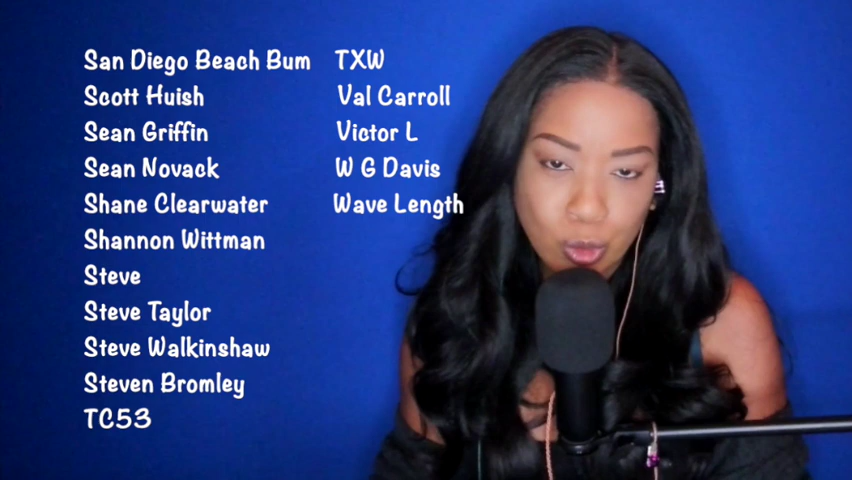 San Diego Beach Bum
Scott Huish
Sean Griffin
Sean Novack
Shane Clearwater
Shannon Wittman
Steve
Steve Taylor
Steve Walkinshaw
Steven Bromley
TC53
TXW
Val Carroll
Victor L
W G Davis
Wave Length